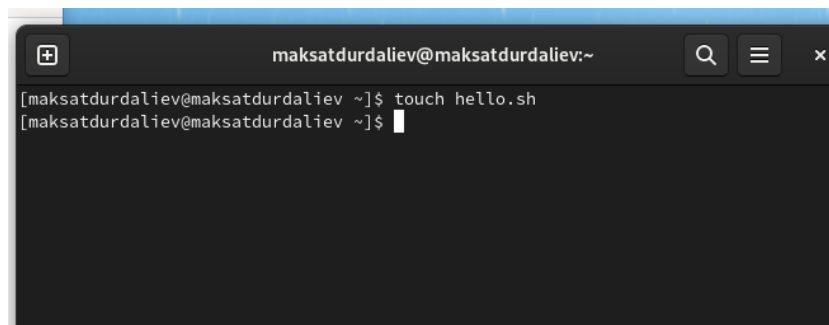 maksatdurdaliev@maksatdurdaliev:~
[maksatdurdaliev@maksatdurdaliev ~]$ touch hello.sh
[maksatdurdaliev@maksatdurdaliev ~]$